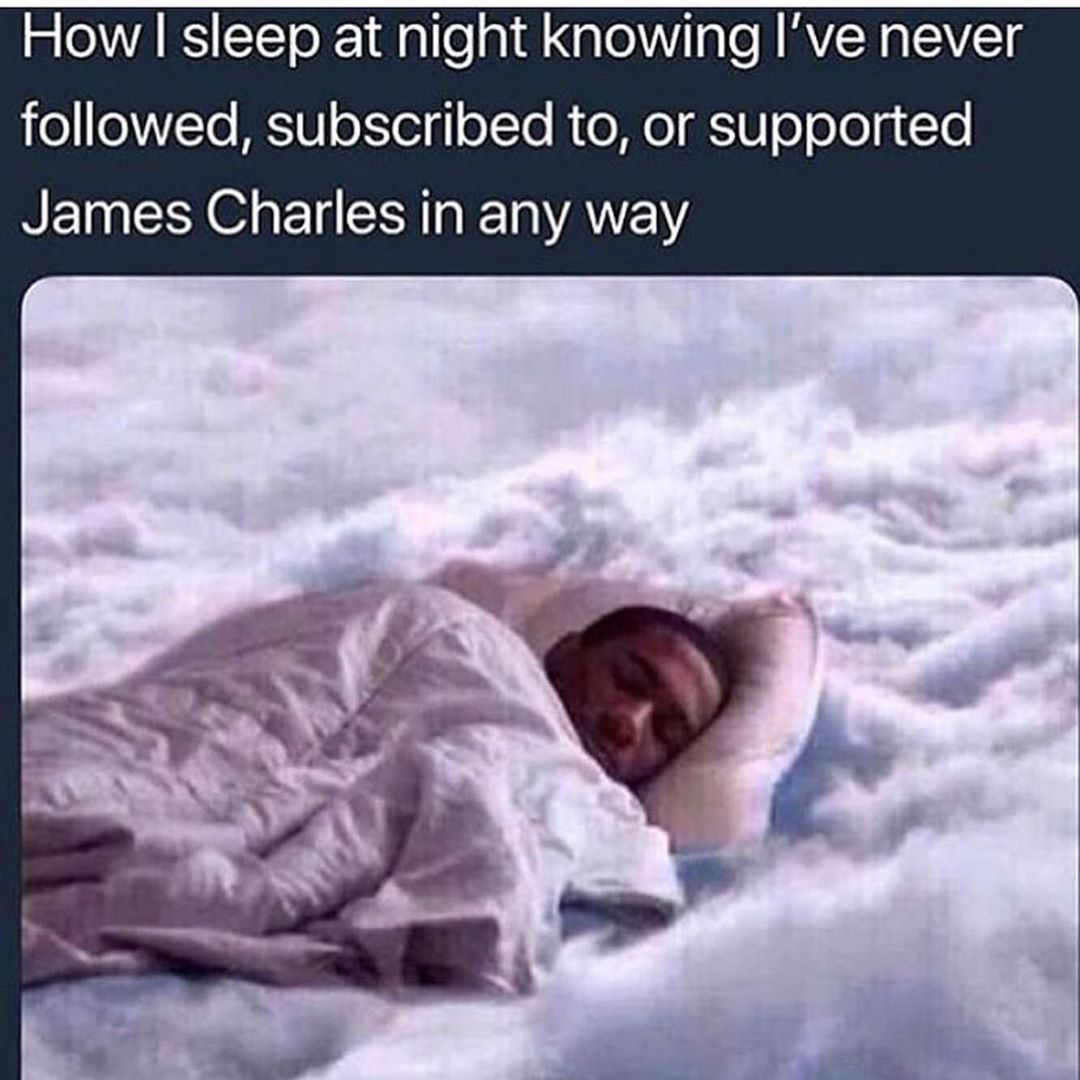 How I sleep at night knowing I've never
followed, subscribed to, or supported
James Charles in any way